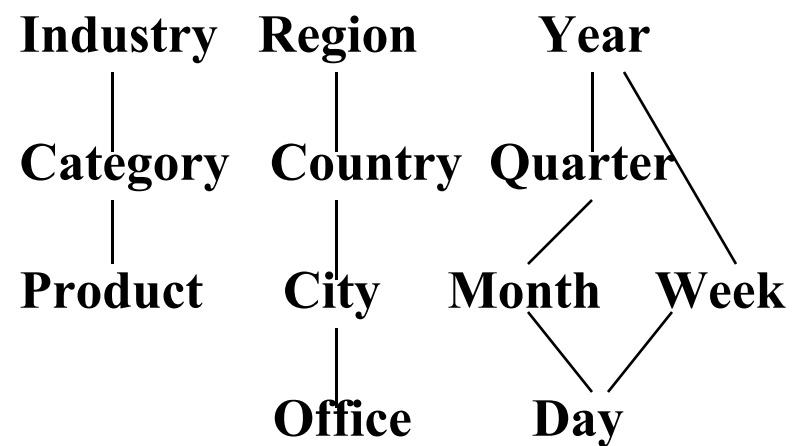 Industry Region Year
Category Country Quarter
Product City Month Week
Office Day